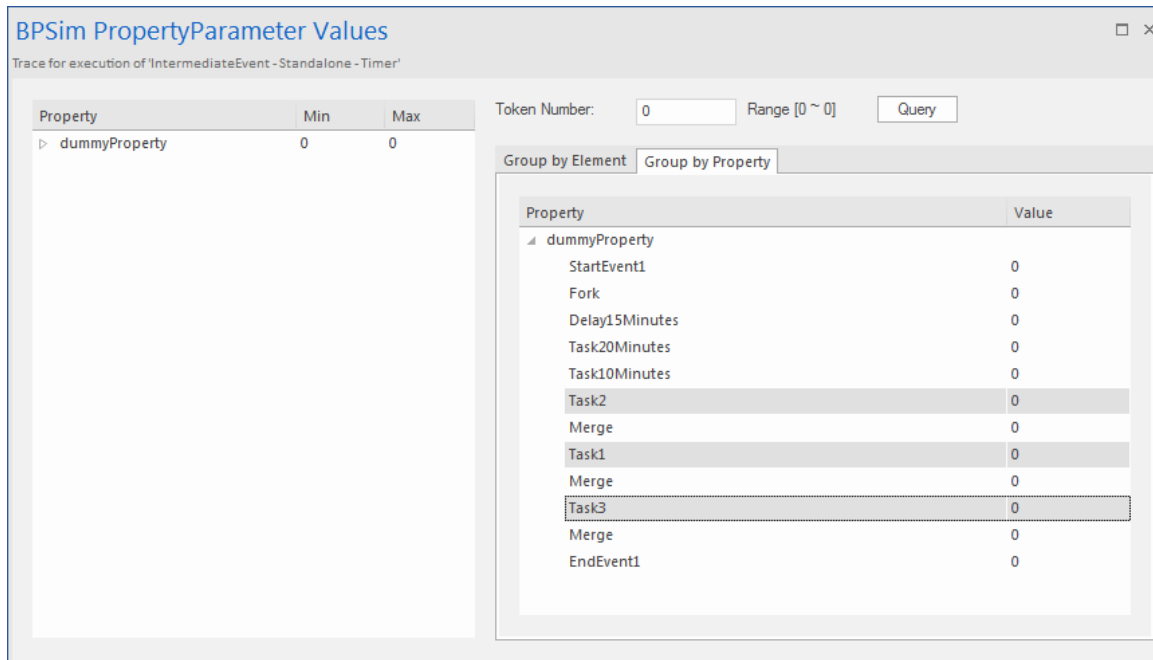 BPSim PropertyParameter Values
Trace for execution of 'IntermediateEvent - Standalone - Timer'
Property Min Max
dummyProperty 0 0
Token Number: 0 Range [0 ~ 0] Query
Group by Element Group by Property
Property Value
dummyProperty
StartEvent1 0
Fork 0
Delay15Minutes 0
Task20Minutes 0
Task10Minutes 0
Task2 0
Merge 0
Task1 0
Merge 0
Task3 0
Merge 0
EndEvent1 0